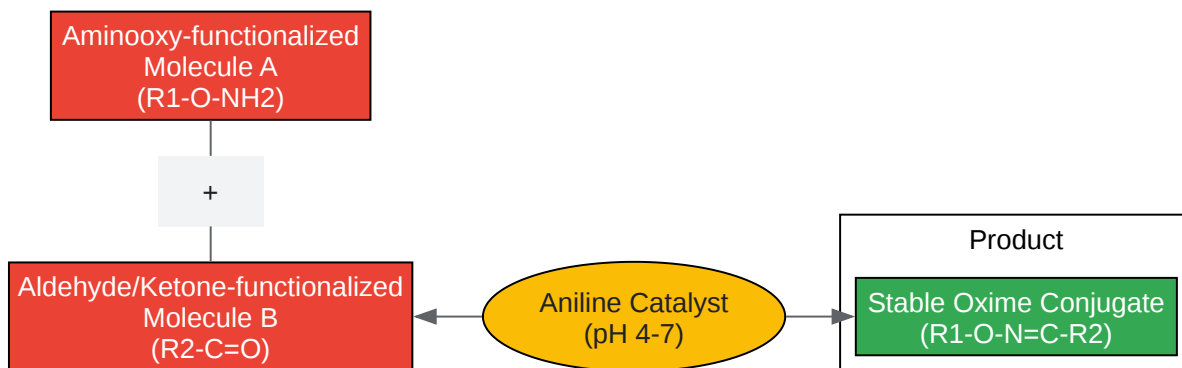 Aminooxy-functionalized
Molecule A
(R1-O-NH2)
+
Aldehyde/Ketone-functionalized
Molecule B
(R2-C=O)
Aniline Catalyst
(pH 4-7)
Product
Stable Oxime Conjugate
(R1-O-N=C-R2)